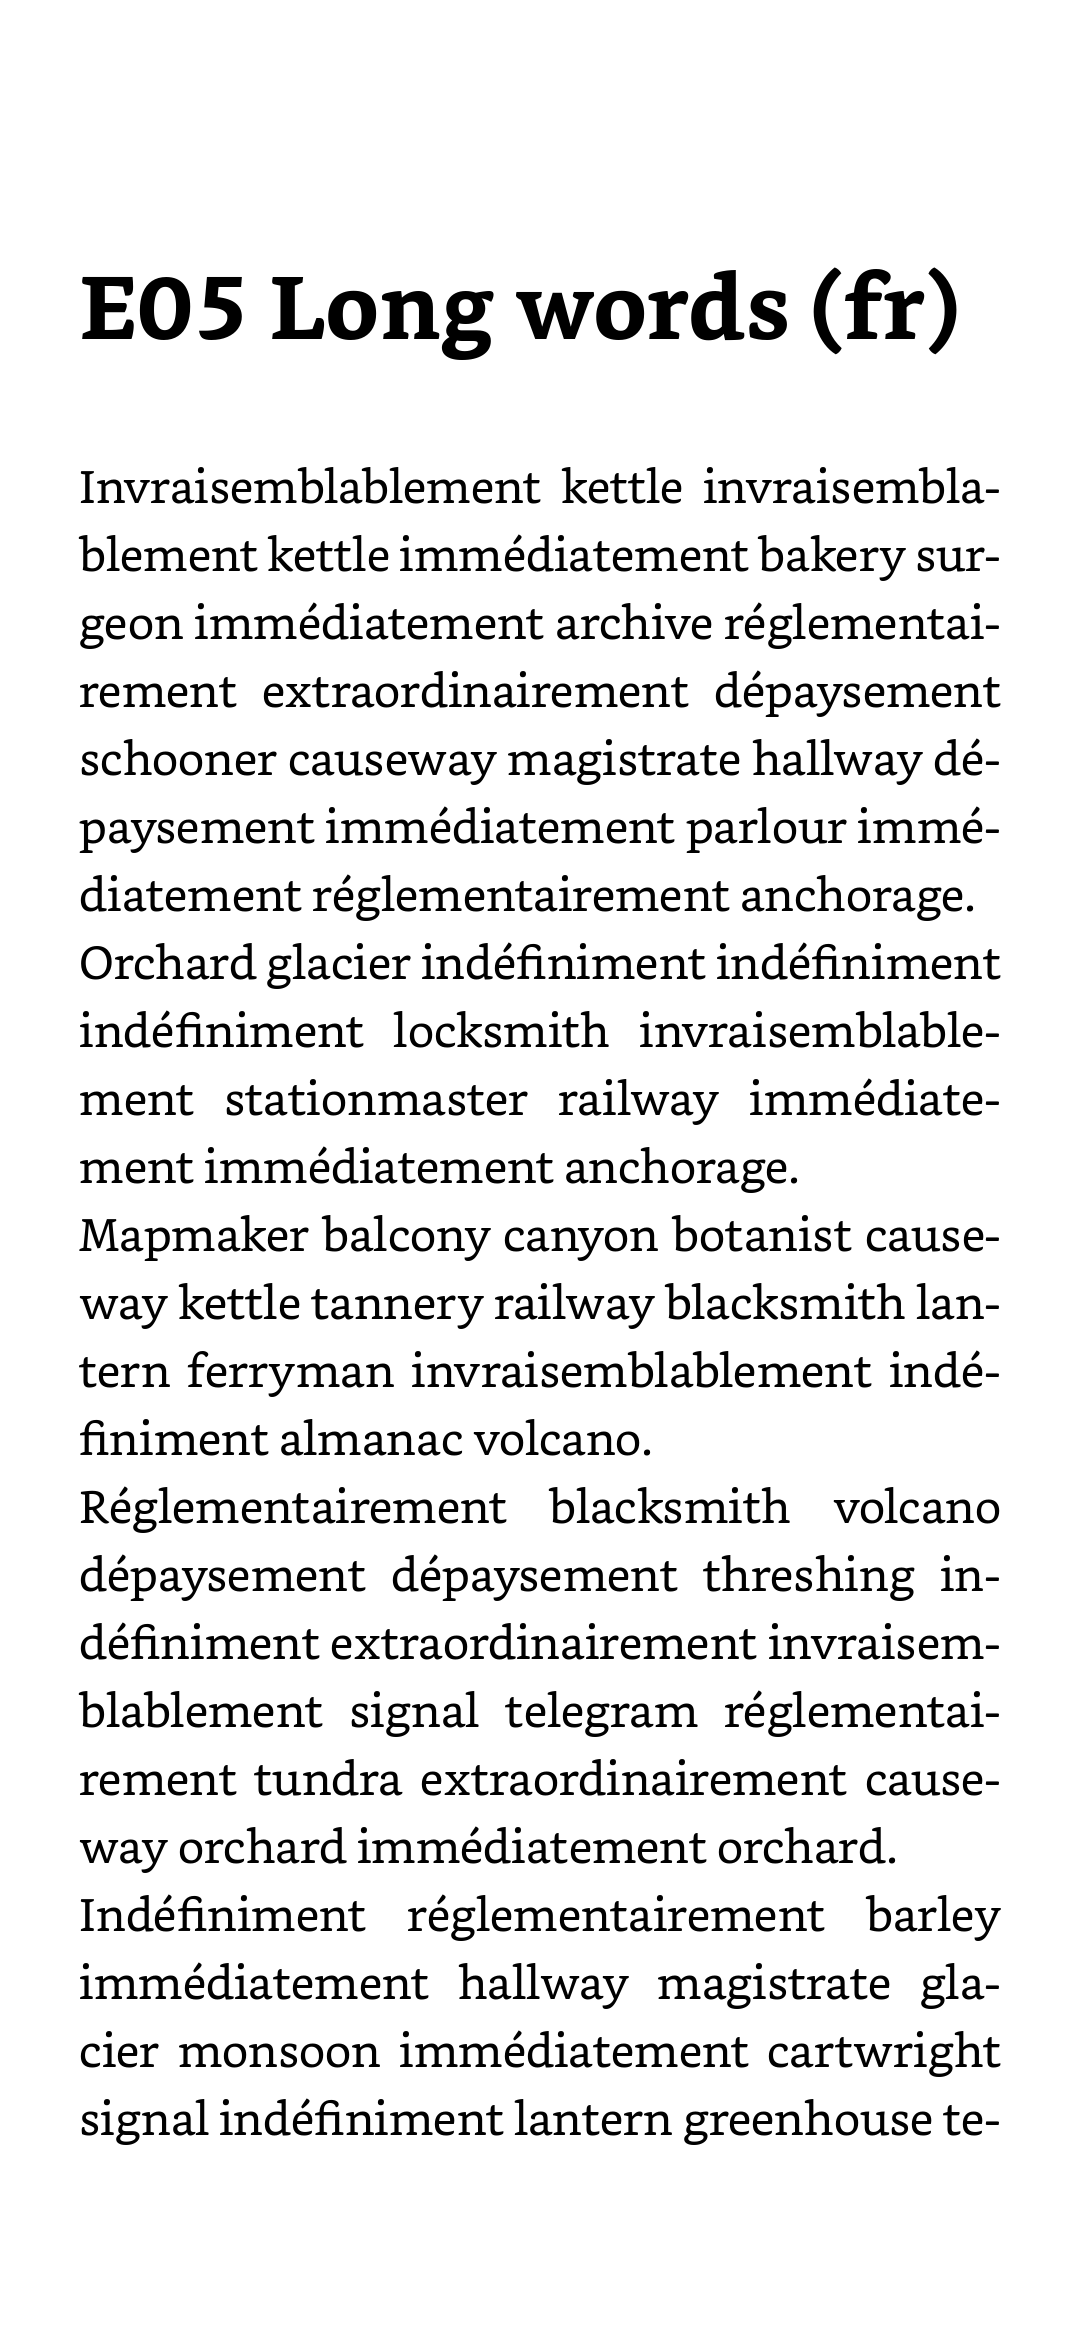 E05 Long words (fr)
Invraisemblablement kettle invraisembla-
blement kettle immédiatement bakery sur-
geon immédiatement archive réglementai-
rement extraordinairement dépaysement
schooner causeway magistrate hallway dé-
paysement immédiatement parlour immé-
diatement réglementairement anchorage.
Orchard glacier indéfiniment indéfiniment
indéfiniment locksmith invraisemblable-
ment stationmaster railway immédiate-
ment immédiatement anchorage.
Mapmaker balcony canyon botanist cause-
way kettle tannery railway blacksmith lan-
tern ferryman invraisemblablement indé-
finiment almanac volcano.
Réglementairement blacksmith volcano
dépaysement dépaysement threshing in-
définiment extraordinairement invraisem-
blablement signal telegram réglementai-
rement tundra extraordinairement cause-
way orchard immédiatement orchard.
Indéfiniment réglementairement barley
immédiatement hallway magistrate gla-
cier monsoon immédiatement cartwright
signal indéfiniment lantern greenhouse te-